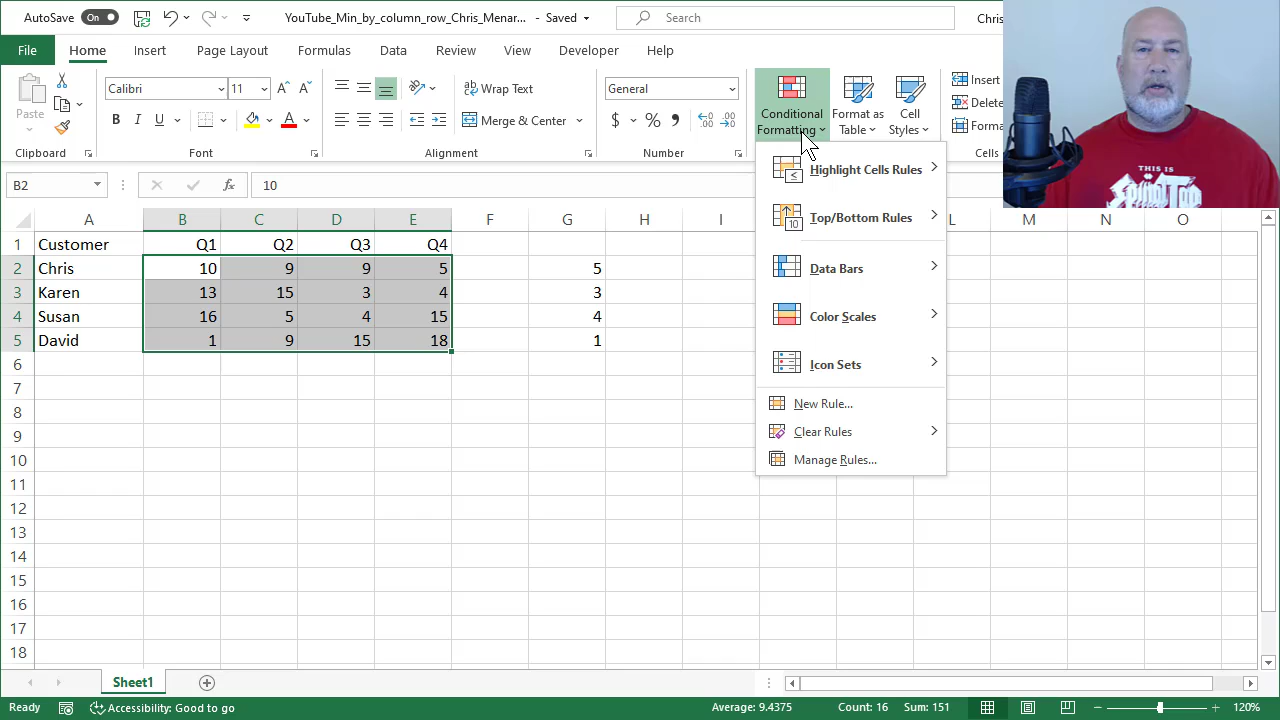 AutoSave On YouTube_Min_by_column_row_Chris_Menar... - Saved Search Chris
File Home Insert Page Layout Formulas Data Review View Developer Help
Paste
Clipboard
Calibri 11
B I U A
Font
Wrap Text
Merge & Center
Alignment
General
$ % ,
Number
Conditional Formatting
Format as Table
Cell Styles
Insert
Delete
Forma
Cells
THIS IS
Spinal Tap
B2 fx 10
Highlight Cells Rules
Top/Bottom Rules
Data Bars
Color Scales
Icon Sets
New Rule...
Clear Rules
Manage Rules...
A B C D E F G H I L M N O
1 Customer Q1 Q2 Q3 Q4
2 Chris 10 9 9 5 5
3 Karen 13 15 3 4 3
4 Susan 16 5 4 15 4
5 David 1 9 15 18 1
6
7
8
9
10
11
12
13
14
15
16
17
18
Sheet1
Ready Accessibility: Good to go Average: 9.4375 Count: 16 Sum: 151 120%